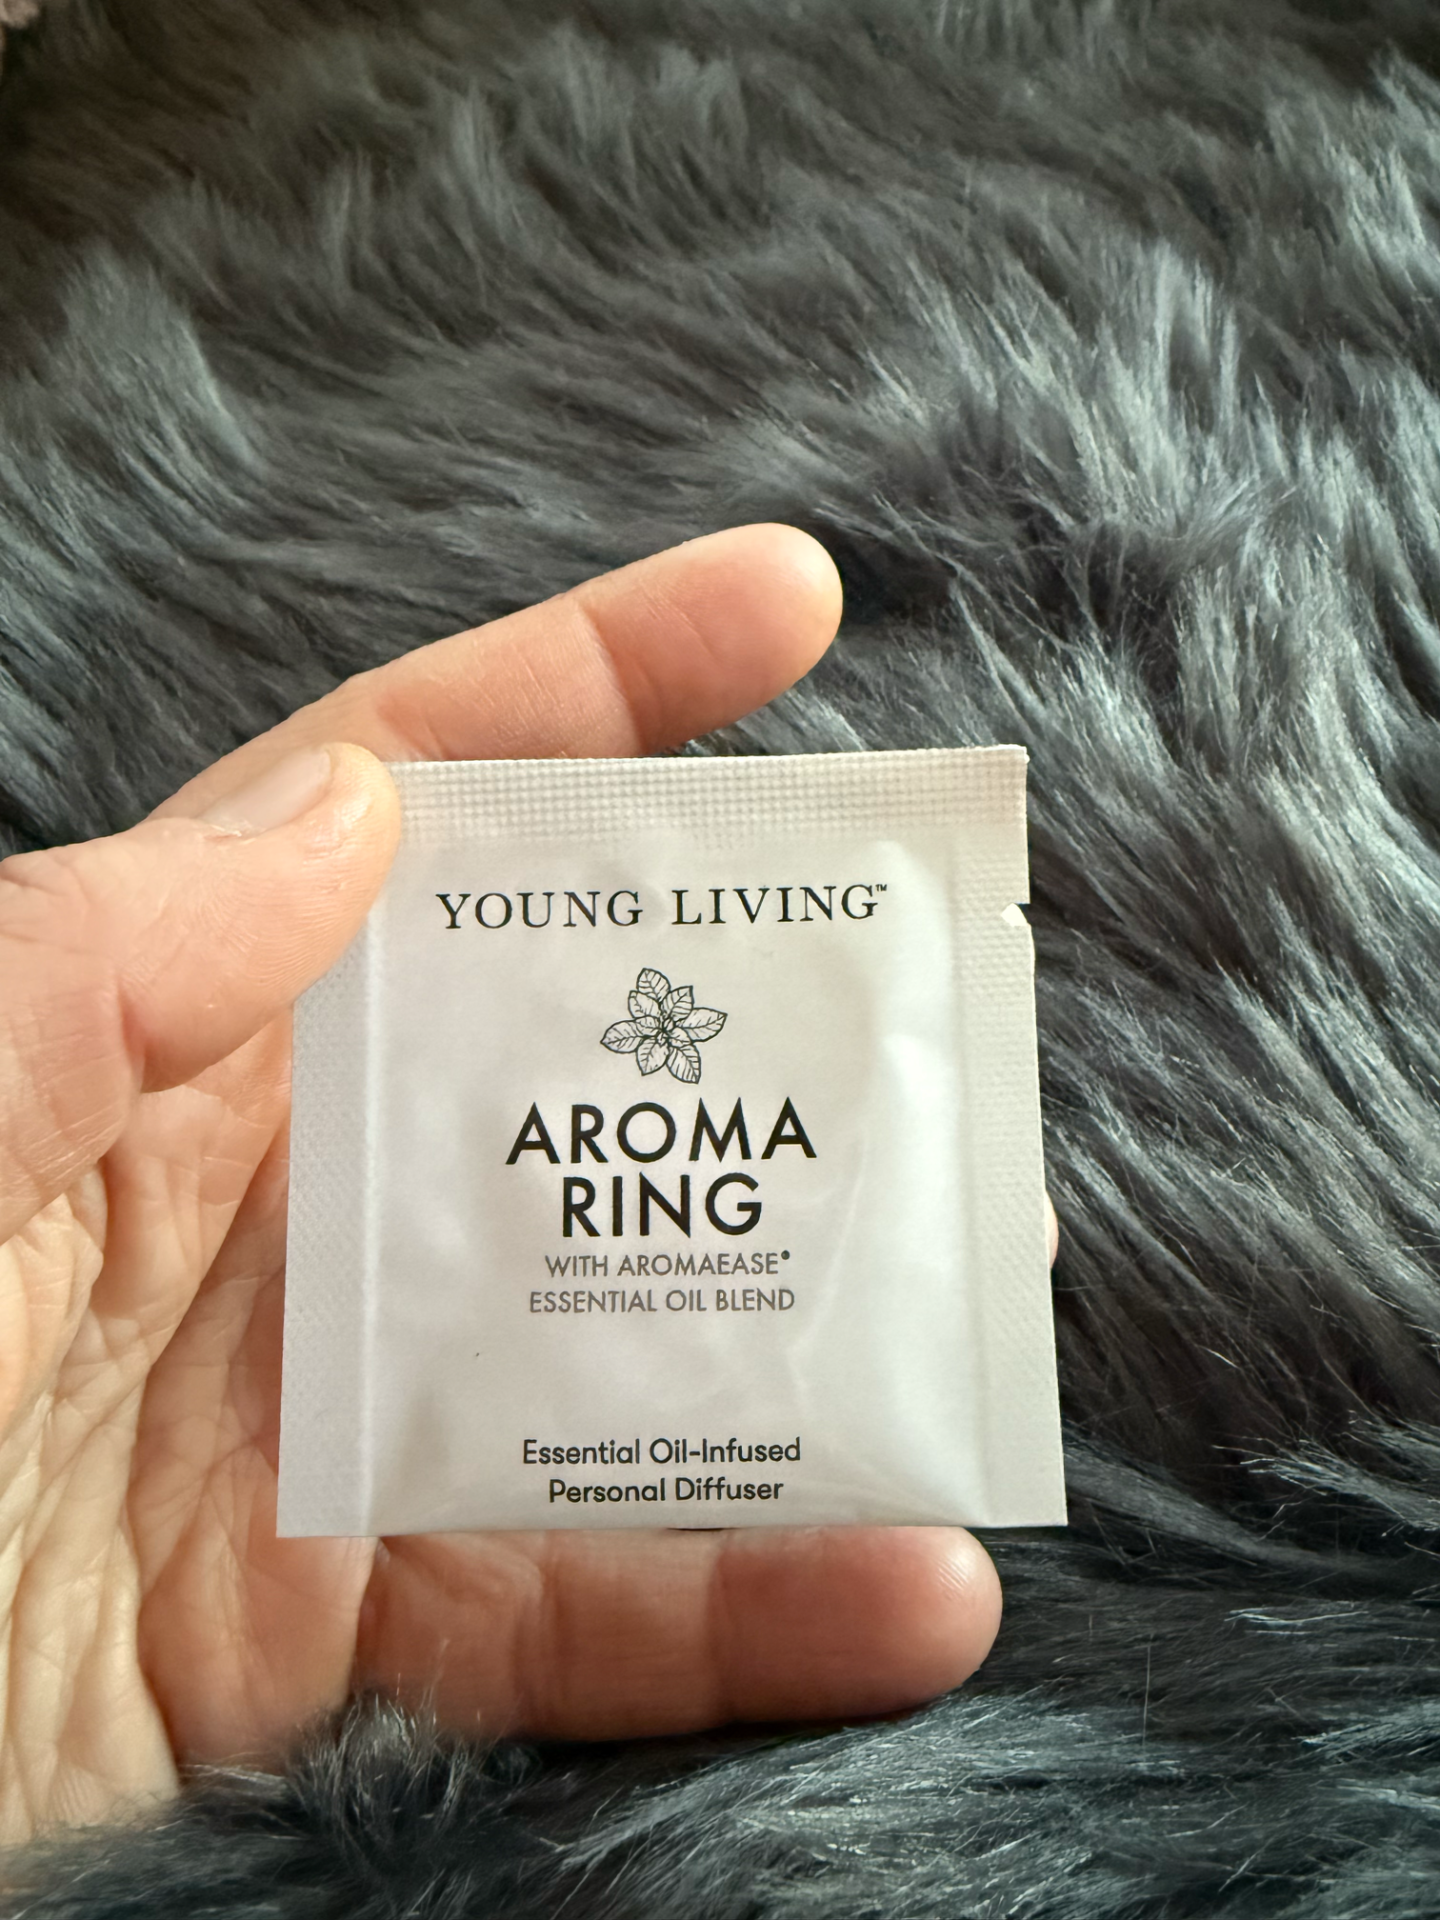 YOUNG LIVING™
AROMA
RING
WITH AROMAEASE®
ESSENTIAL OIL BLEND
Essential Oil-Infused
Personal Diffuser